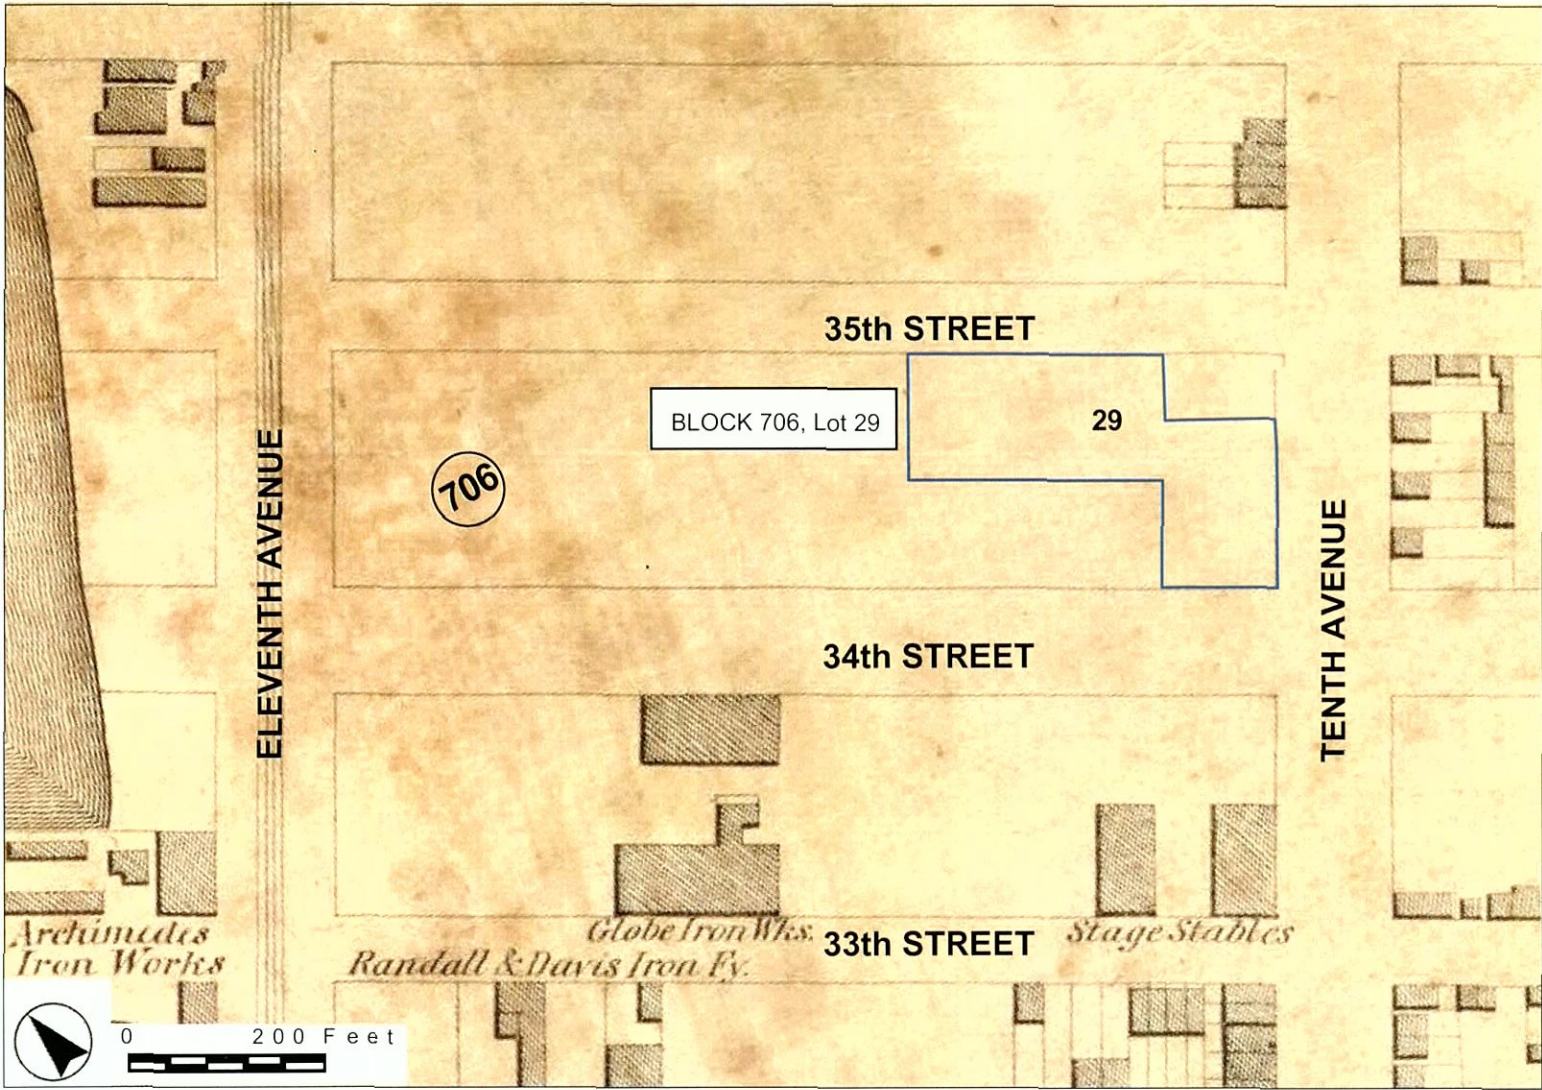 35th STREET
BLOCK 706, Lot 29
29
706
ELEVENTH AVENUE
TENTH AVENUE
34th STREET
Archimedes
Iron Works
Globe Iron Wks.
33th STREET
Stage Stables
Randall & Davis Iron Fy.
0 200 Feet